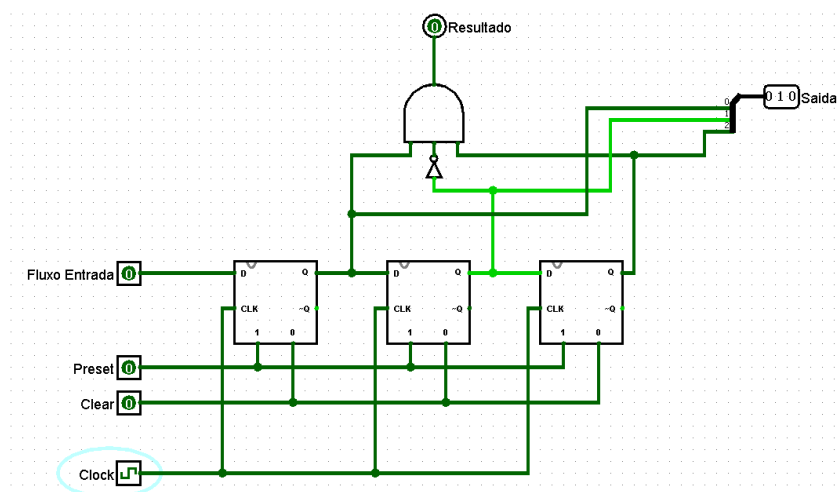 0 Resultado
0
1
2
0 1 0 Saida
Fluxo Entrada 0
D Q D Q D Q
CLK ~Q CLK ~Q CLK ~Q
1 0 1 0 1 0
Preset 0
Clear 0
Clock